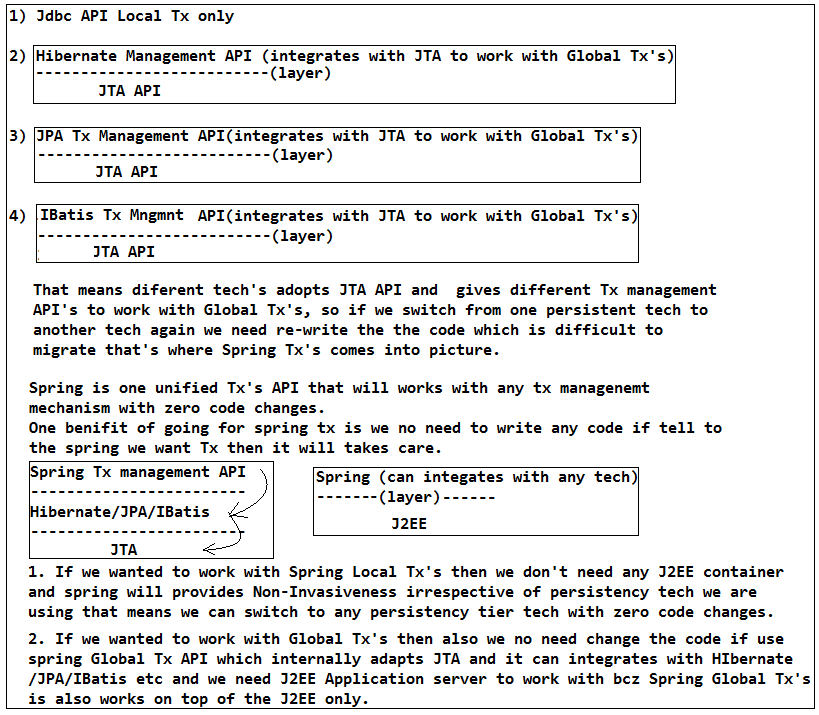 1) Jdbc API Local Tx only
2) Hibernate Management API (integrates with JTA to work with Global Tx's)
--------------------------(layer)
JTA API
3) JPA Tx Management API(integrates with JTA to work with Global Tx's)
--------------------------(layer)
JTA API
4) IBatis Tx Mngmnt API(integrates with JTA to work with Global Tx's)
--------------------------(layer)
JTA API
That means diferent tech's adopts JTA API and gives different Tx management
API's to work with Global Tx's, so if we switch from one persistent tech to
another tech again we need re-write the the code which is difficult to
migrate that's where Spring Tx's comes into picture.
Spring is one unified Tx's API that will works with any tx managenemt
mechanism with zero code changes.
One benifit of going for spring tx is we no need to write any code if tell to
the spring we want Tx then it will takes care.
Spring Tx management API
------------------------
Hibernate/JPA/IBatis
------------------------
JTA
Spring (can integates with any tech)
-------(layer)------
J2EE
1. If we wanted to work with Spring Local Tx's then we don't need any J2EE container
and spring will provides Non-Invasiveness irrespective of persistency tech we are
using that means we can switch to any persistency tier tech with zero code changes.
2. If we wanted to work with Global Tx's then also we no need change the code if use
spring Global Tx API which internally adapts JTA and it can integrates with HIbernate
/JPA/IBatis etc and we need J2EE Application server to work with bcz Spring Global Tx's
is also works on top of the J2EE only.